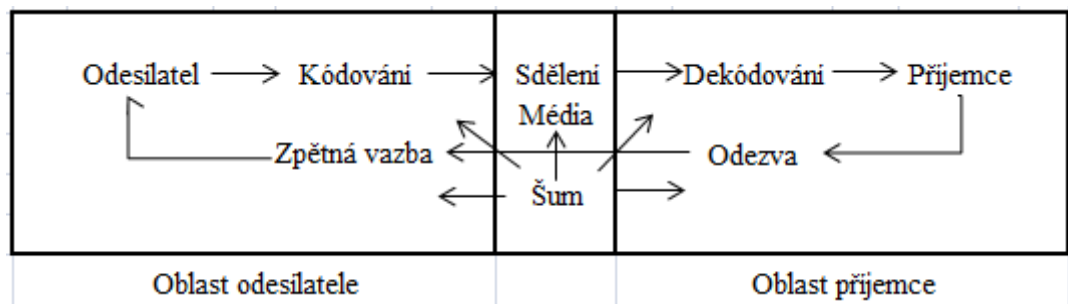 Odesílatel Kódování Sdělení Dekódování Příjemce
Média
Zpětná vazba Odezva
Šum
Oblast odesílatele Oblast příjemce